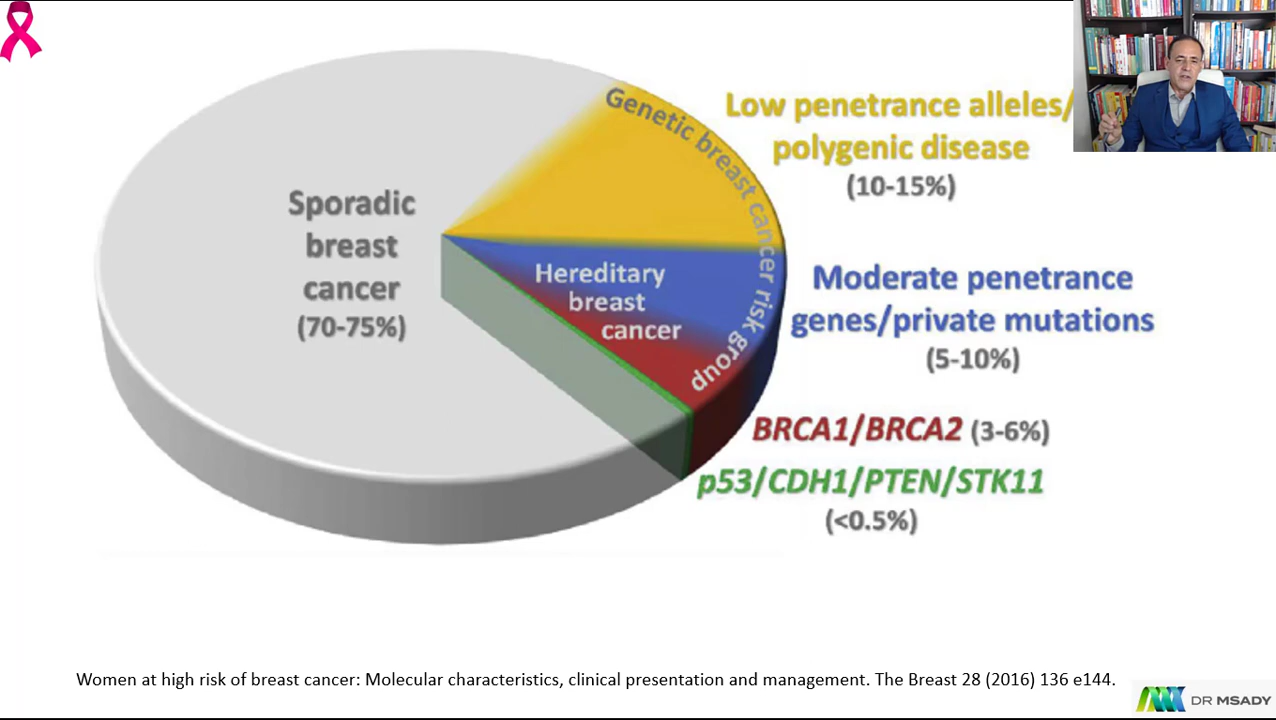 Genetic breast cancer risk group
Low penetrance alleles/
polygenic disease
(10-15%)
Sporadic
breast
cancer
(70-75%)
Hereditary
breast
cancer
Moderate penetrance
genes/private mutations
(5-10%)
BRCA1/BRCA2 (3-6%)
p53/CDH1/PTEN/STK11
(<0.5%)
Women at high risk of breast cancer: Molecular characteristics, clinical presentation and management. The Breast 28 (2016) 136 e144.
DR MSADY